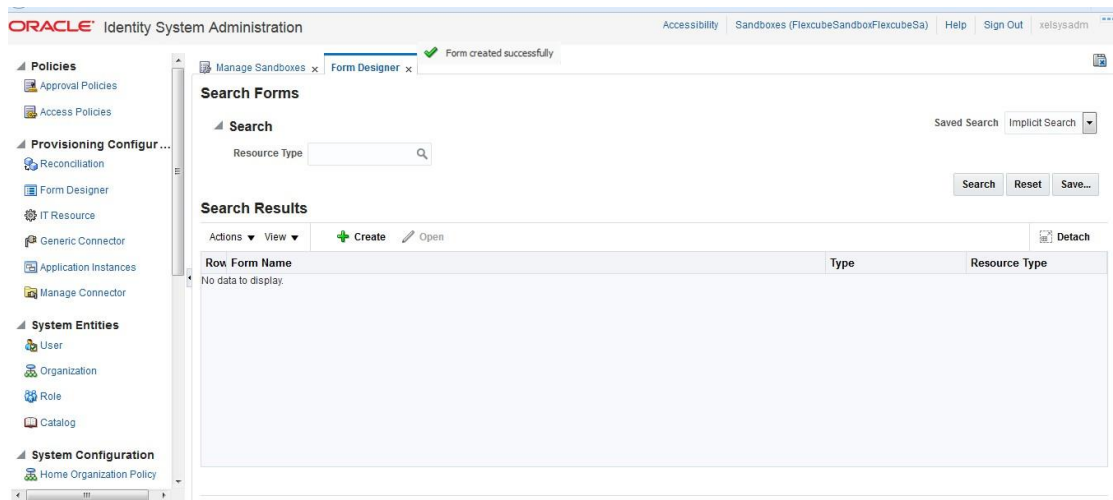 ORACLE Identity System Administration
Accessibility Sandboxes (FlexcubeSandboxFlexcubeSa) Help Sign Out xelsysadm
Form created successfully
Manage Sandboxes x Form Designer x
Policies
Approval Policies
Access Policies
Provisioning Configur...
Reconciliation
Form Designer
IT Resource
Generic Connector
Application Instances
Manage Connector
System Entities
User
Organization
Role
Catalog
System Configuration
Home Organization Policy
Search Forms
Search
Saved Search Implicit Search
Resource Type
Search Reset Save...
Search Results
Actions View Create Open Detach
Row Form Name Type Resource Type
No data to display.